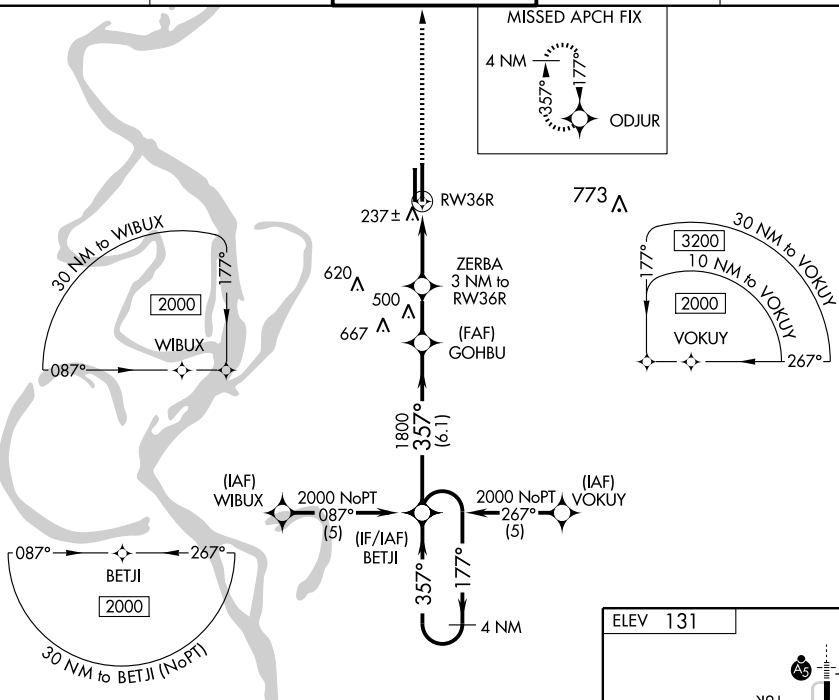 MISSED APCH FIX
4 NM
177°
357°
ODJUR
RW36R
237±
773
30 NM to WIBUX
177°
2000
WIBUX
087°
620
ZERBA
3 NM to
RW36R
500
667
(FAF)
GOHBU
30 NM to VOKUY
3200
177°
10 NM to VOKUY
2000
VOKUY
267°
1800
357°
(6.1)
(IAF)
WIBUX
2000 NoPT
087°
(5)
(IF/IAF)
BETJI
2000 NoPT
267°
(5)
(IAF)
VOKUY
087°
267°
BETJI
2000
30 NM to BETJI (NoPT)
357°
177°
4 NM
ELEV 131
A5